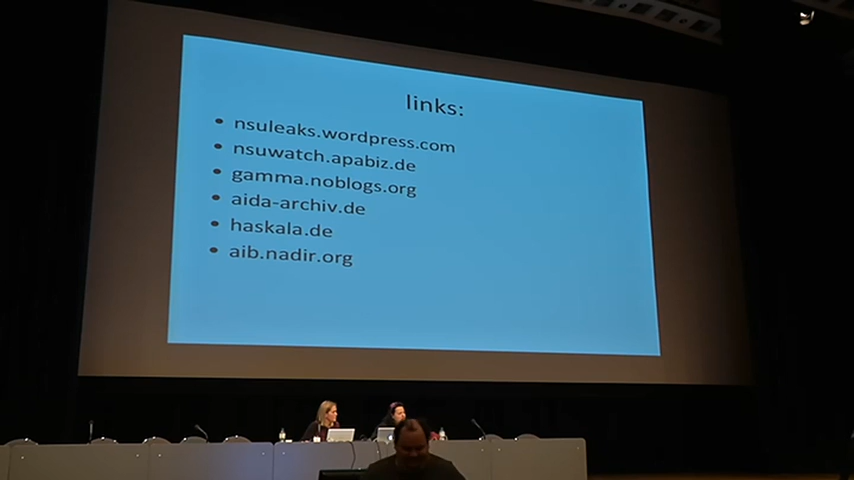 links:
• nsuleaks.wordpress.com
• nsuwatch.apabiz.de
• gamma.noblogs.org
• aida-archiv.de
• haskala.de
• aib.nadir.org